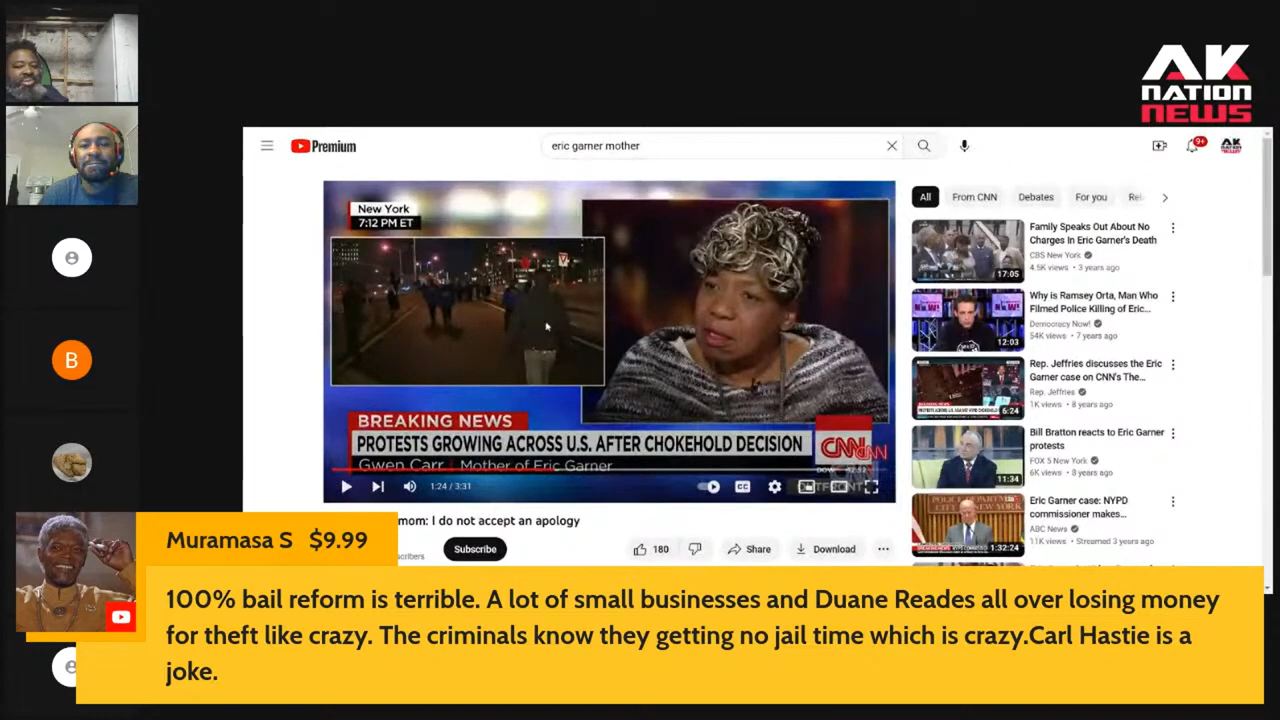 AK
NATION
NEWS
Premium
eric garner mother
9+
AK
New York
7:12 PM ET
BREAKING NEWS
PROTESTS GROWING ACROSS U.S. AFTER CHOKEHOLD DECISION
Gwen Carr | Mother of Eric Garner
CNN
1:24 / 3:31
CC
mom: I do not accept an apology
Subscribe
180
Share
Download
All
From CNN
Debates
For you
Family Speaks Out About No
Charges In Eric Garner's Death
CBS New York
4.5K views • 3 years ago
17:05
Why is Ramsey Orta, Man Who
Filmed Police Killing of Eric...
Democracy Now!
54K views • 7 years ago
12:03
Rep. Jeffries discusses the Eric
Garner case on CNN's The...
Rep. Jeffries
1K views • 8 years ago
6:24
Bill Bratton reacts to Eric Garner
protests
FOX 5 New York
6K views • 8 years ago
11:34
Eric Garner case: NYPD
commissioner makes...
ABC News
11K views • Streamed 3 years ago
1:32:24
B
Muramasa S $9.99
100% bail reform is terrible. A lot of small businesses and Duane Reades all over losing money
for theft like crazy. The criminals know they getting no jail time which is crazy.Carl Hastie is a
joke.